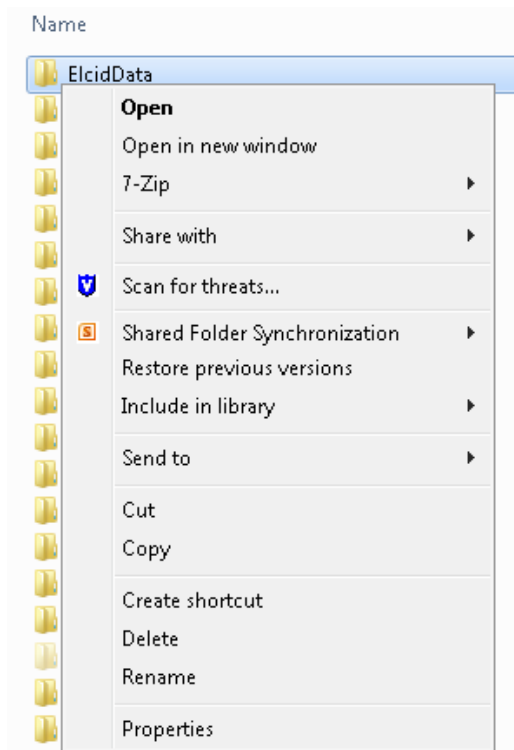 Name
ElcidData
Open
Open in new window
7-Zip
Share with
Scan for threats...
Shared Folder Synchronization
Restore previous versions
Include in library
Send to
Cut
Copy
Create shortcut
Delete
Rename
Properties